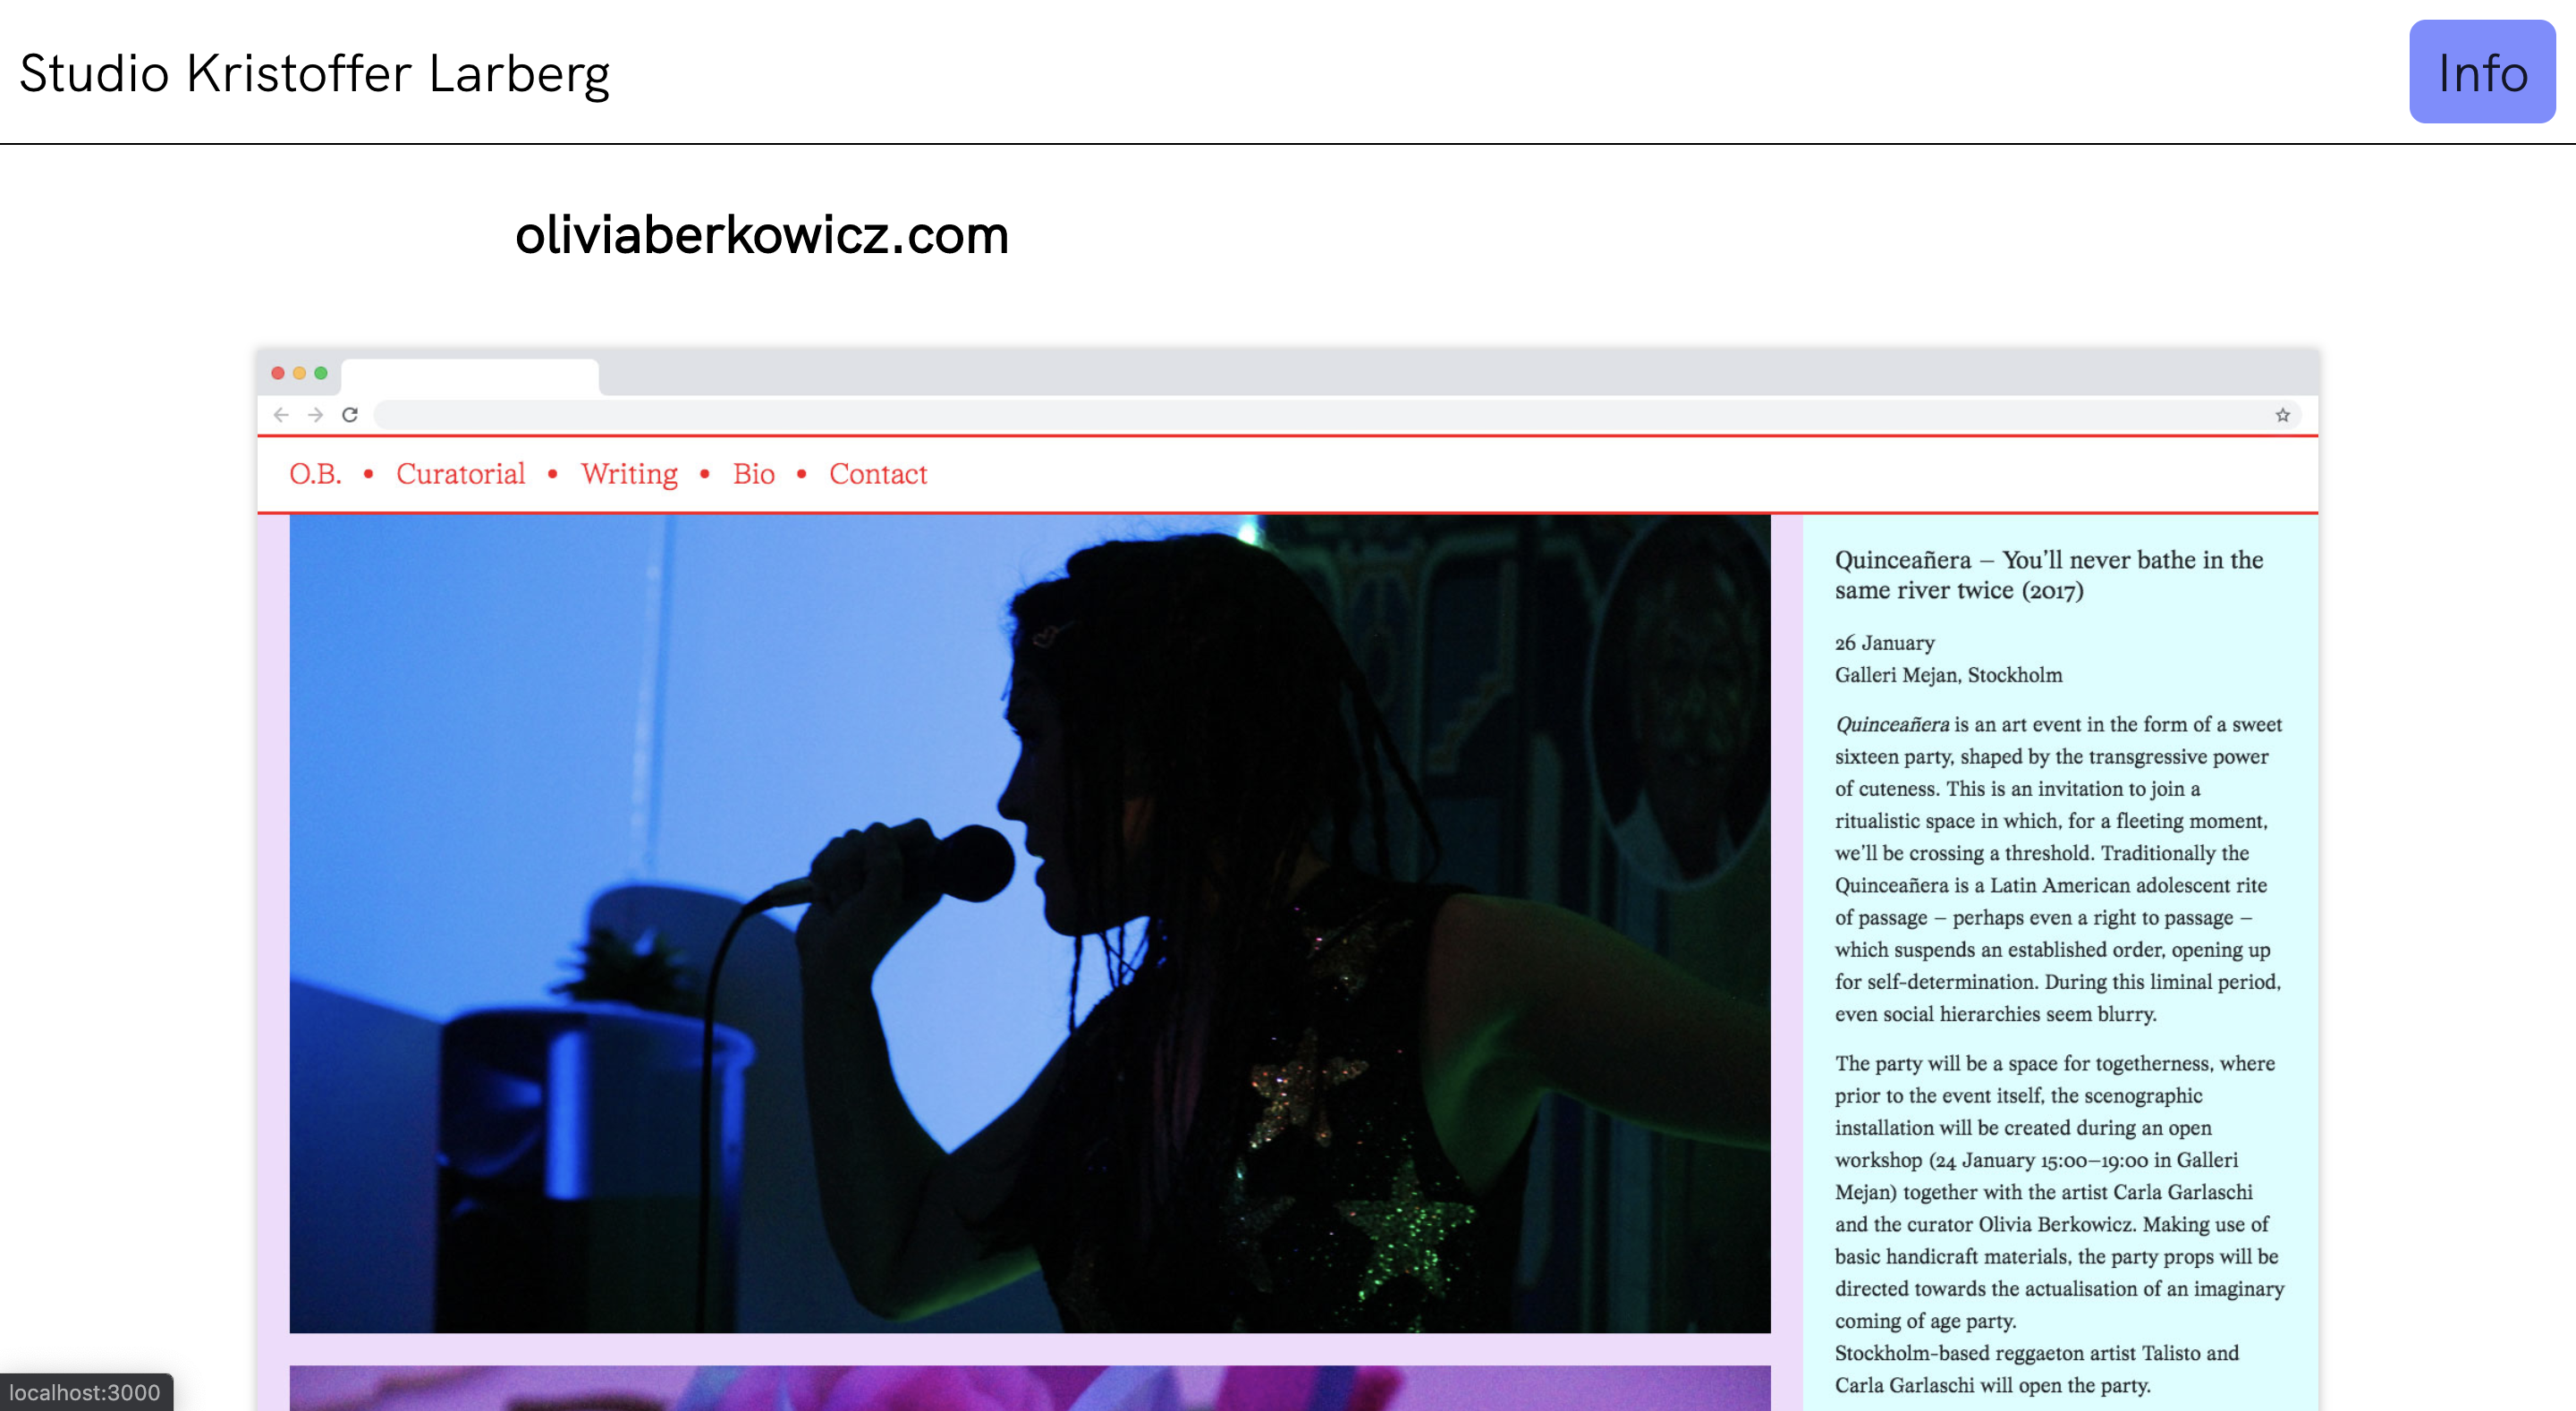 Studio Kristoffer Larberg
Info
oliviaberkowicz.com
O.B. • Curatorial • Writing • Bio • Contact
Quinceañera – You’ll never bathe in the
same river twice (2017)
26 January
Galleri Mejan, Stockholm
Quinceañera is an art event in the form of a sweet
sixteen party, shaped by the transgressive power
of cuteness. This is an invitation to join a
ritualistic space in which, for a fleeting moment,
we’ll be crossing a threshold. Traditionally the
Quinceañera is a Latin American adolescent rite
of passage – perhaps even a right to passage –
which suspends an established order, opening up
for self-determination. During this liminal period,
even social hierarchies seem blurry.
The party will be a space for togetherness, where
prior to the event itself, the scenographic
installation will be created during an open
workshop (24 January 15:00–19:00 in Galleri
Mejan) together with the artist Carla Garlaschi
and the curator Olivia Berkowicz. Making use of
basic handicraft materials, the party props will be
directed towards the actualisation of an imaginary
coming of age party.
Stockholm-based reggaeton artist Talisto and
Carla Garlaschi will open the party.
localhost:3000